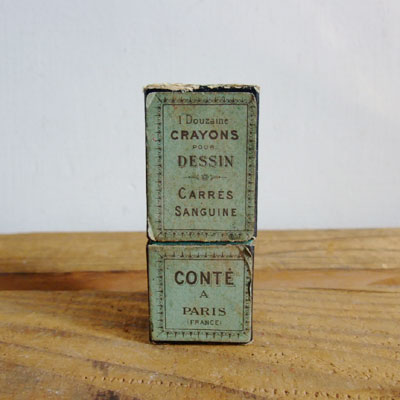 1 Douzaine
CRAYONS
POUR
DESSIN
CARRÉS
SANGUINE
CONTÉ
A
PARIS
(FRANCE)